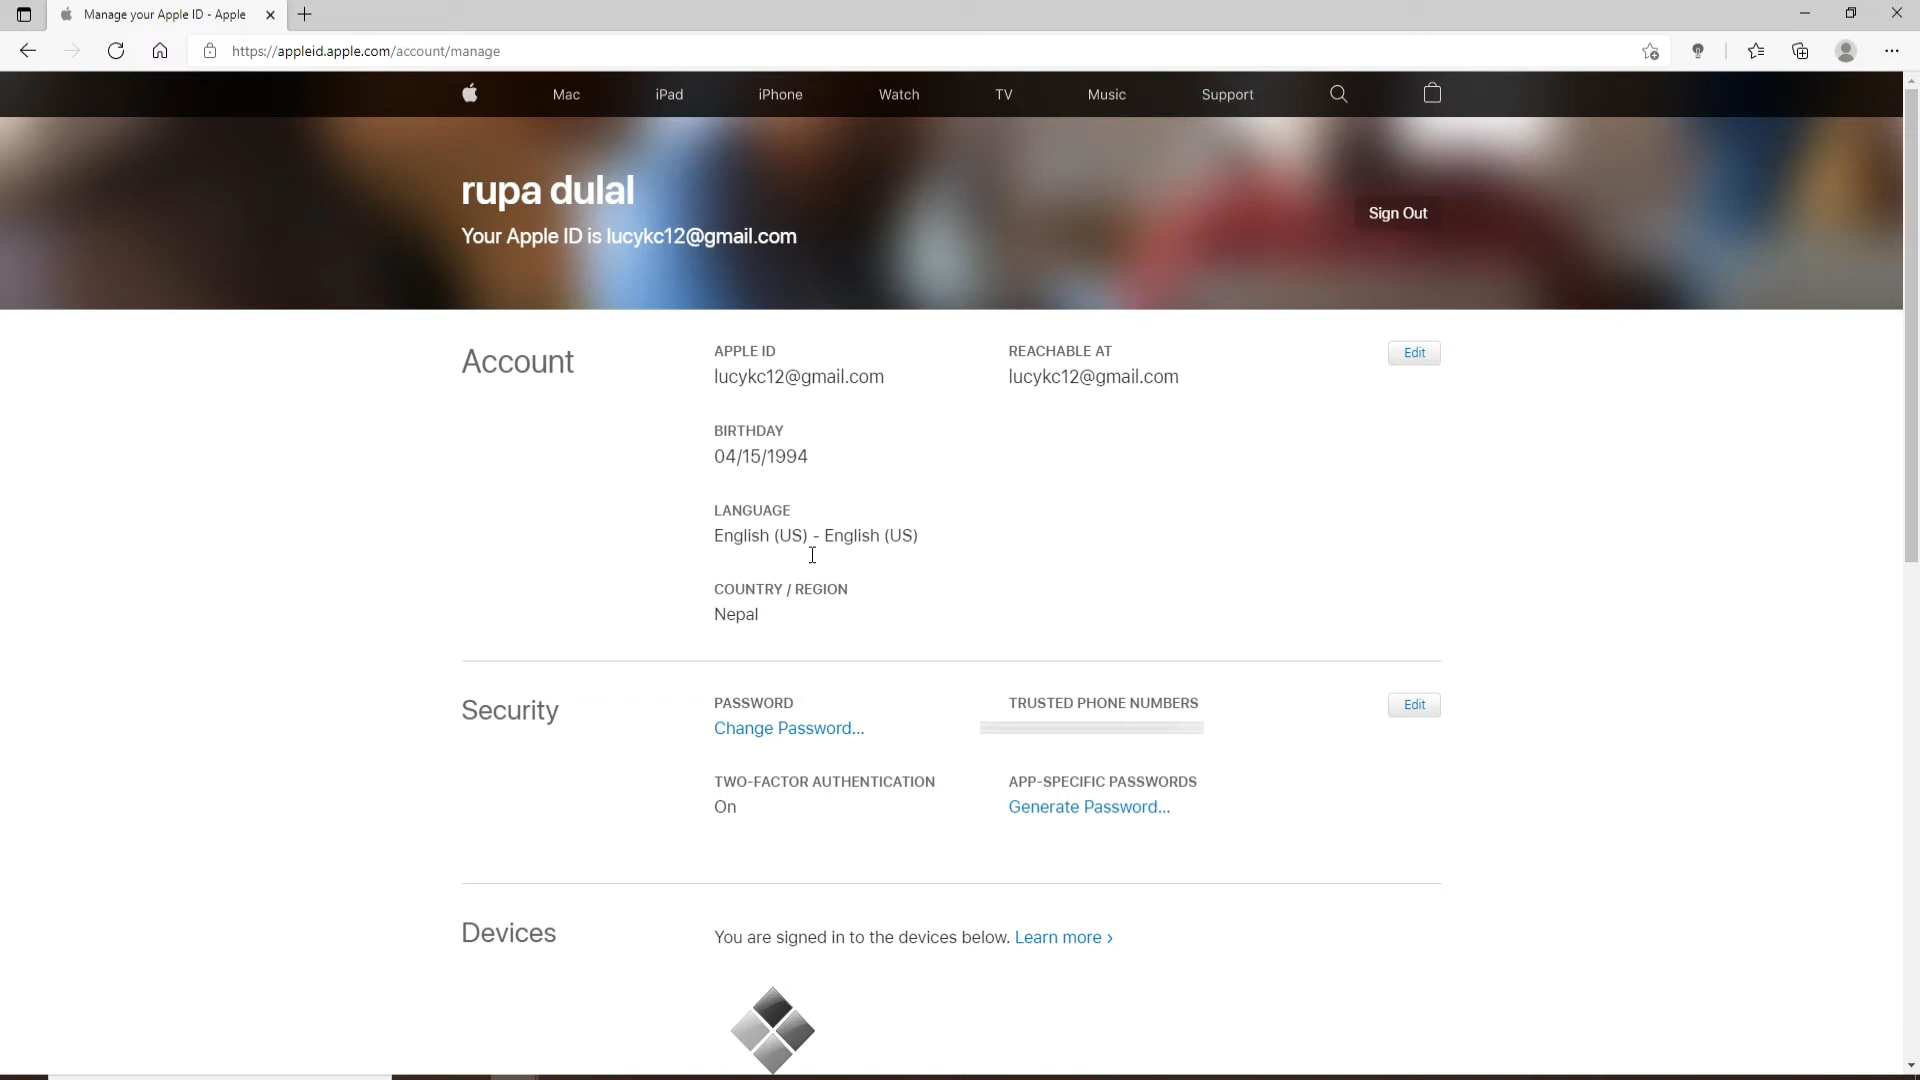 Manage your Apple ID - Apple
https://appleid.apple.com/account/manage
Mac iPad iPhone Watch TV Music Support
rupa dulal
Your Apple ID is lucykc12@gmail.com
Sign Out
Account
APPLE ID
lucykc12@gmail.com
REACHABLE AT
lucykc12@gmail.com
Edit
BIRTHDAY
04/15/1994
LANGUAGE
English (US) - English (US)
COUNTRY / REGION
Nepal
Security
PASSWORD
Change Password...
TRUSTED PHONE NUMBERS
Edit
TWO-FACTOR AUTHENTICATION
On
APP-SPECIFIC PASSWORDS
Generate Password...
Devices
You are signed in to the devices below. Learn more ›